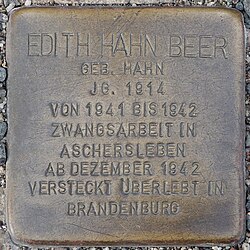 EDITH HAHN BEER
GEB. HAHN
JG. 1914
VON 1941 BIS 1942
ZWANGSARBEIT IN
ASCHERSLEBEN
AB DEZEMBER 1942
VERSTECKT ÜBERLEBT IN
BRANDENBURG